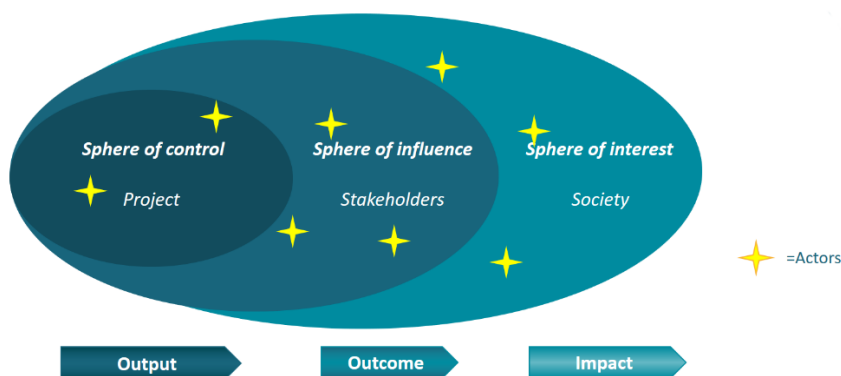 Sphere of control
Project
Sphere of influence
Stakeholders
Sphere of interest
Society
=Actors
Output
Outcome
Impact